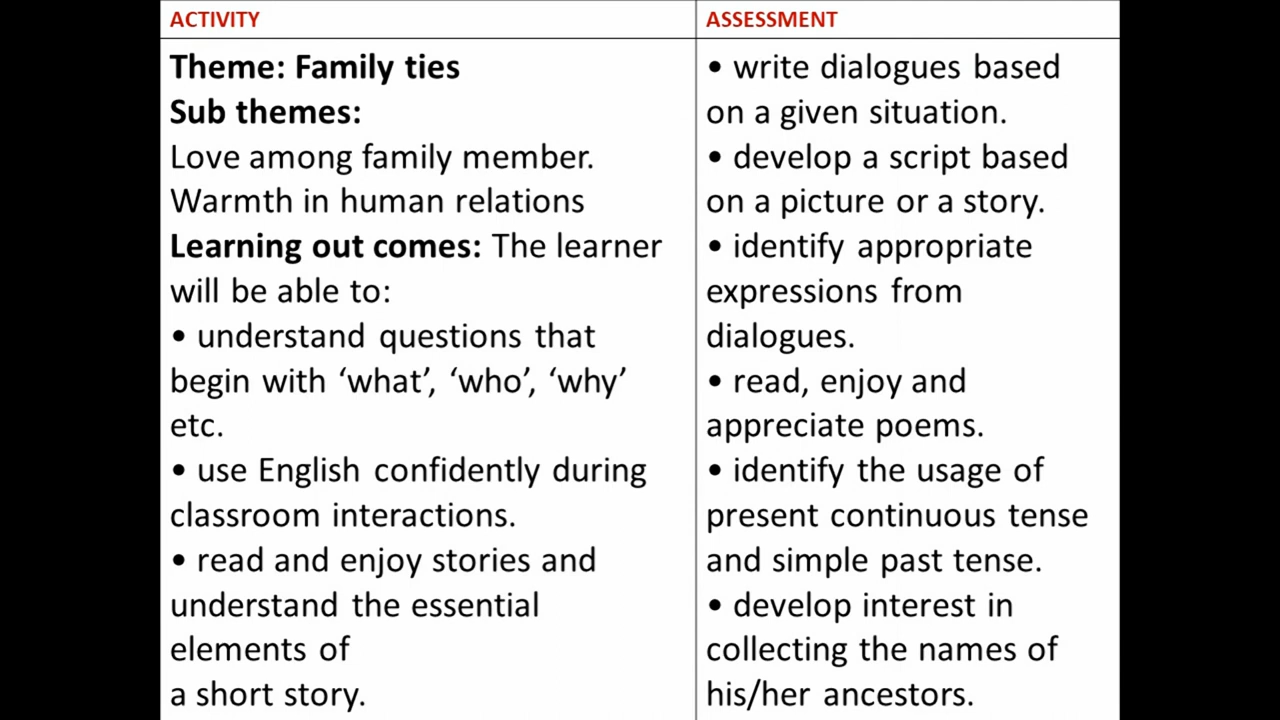 ACTIVITY
Theme: Family ties
Sub themes:
Love among family member.
Warmth in human relations
Learning out comes: The learner
will be able to:
• understand questions that
begin with ‘what’, ‘who’, ‘why’
etc.
• use English confidently during
classroom interactions.
• read and enjoy stories and
understand the essential
elements of
a short story.
ASSESSMENT
• write dialogues based
on a given situation.
• develop a script based
on a picture or a story.
• identify appropriate
expressions from
dialogues.
• read, enjoy and
appreciate poems.
• identify the usage of
present continuous tense
and simple past tense.
• develop interest in
collecting the names of
his/her ancestors.